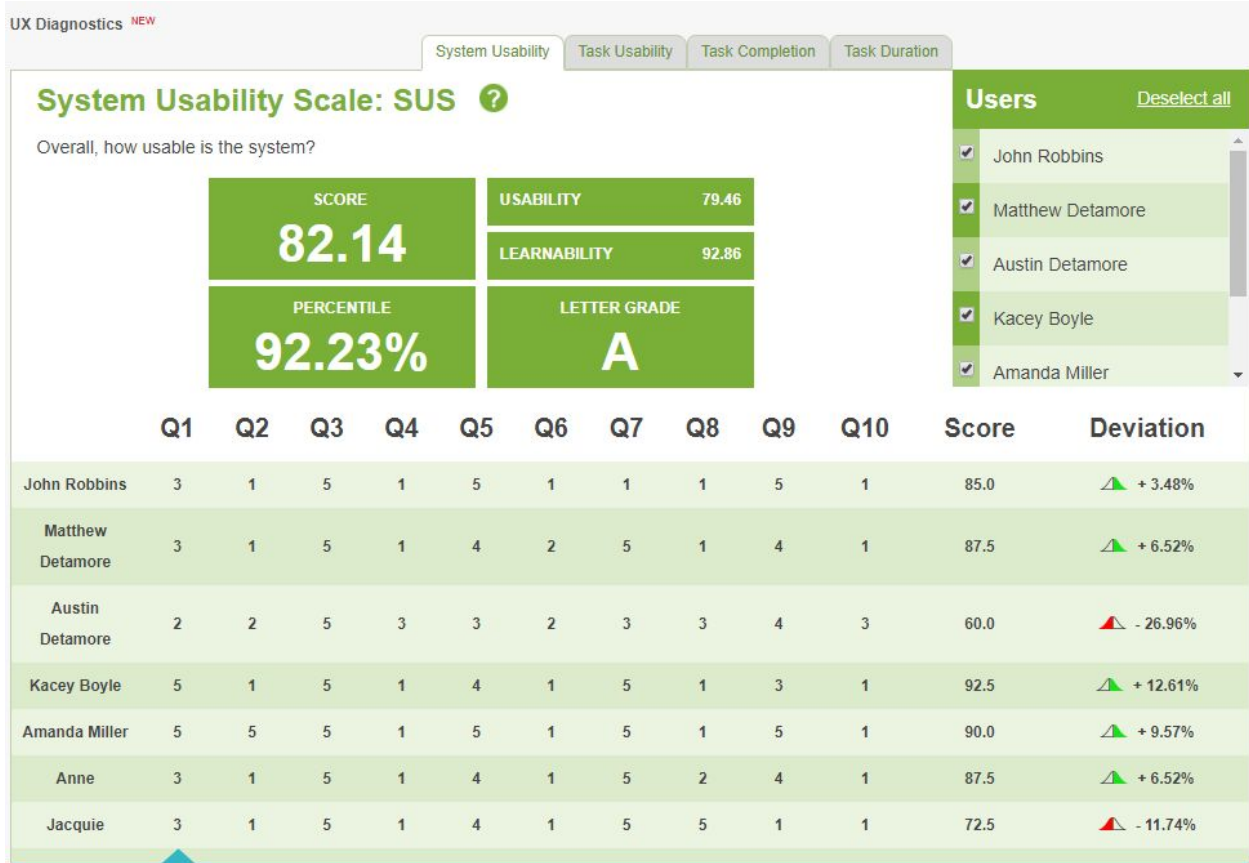 UX Diagnostics NEW
System Usability Task Usability Task Completion Task Duration
System Usability Scale: SUS ?
Overall, how usable is the system?
SCORE
82.14
USABILITY 79.46
LEARNABILITY 92.86
PERCENTILE
92.23%
LETTER GRADE
A
Users Deselect all
John Robbins
Matthew Detamore
Austin Detamore
Kacey Boyle
Amanda Miller
Q1 Q2 Q3 Q4 Q5 Q6 Q7 Q8 Q9 Q10 Score Deviation
John Robbins 3 1 5 1 5 1 1 1 5 1 85.0 + 3.48%
Matthew
Detamore 3 1 5 1 4 2 5 1 4 1 87.5 + 6.52%
Austin
Detamore 2 2 5 3 3 2 3 3 4 3 60.0 - 26.96%
Kacey Boyle 5 1 5 1 4 1 5 1 3 1 92.5 + 12.61%
Amanda Miller 5 5 5 1 5 1 5 1 5 1 90.0 + 9.57%
Anne 3 1 5 1 4 1 5 2 4 1 87.5 + 6.52%
Jacquie 3 1 5 1 4 1 5 5 1 1 72.5 - 11.74%